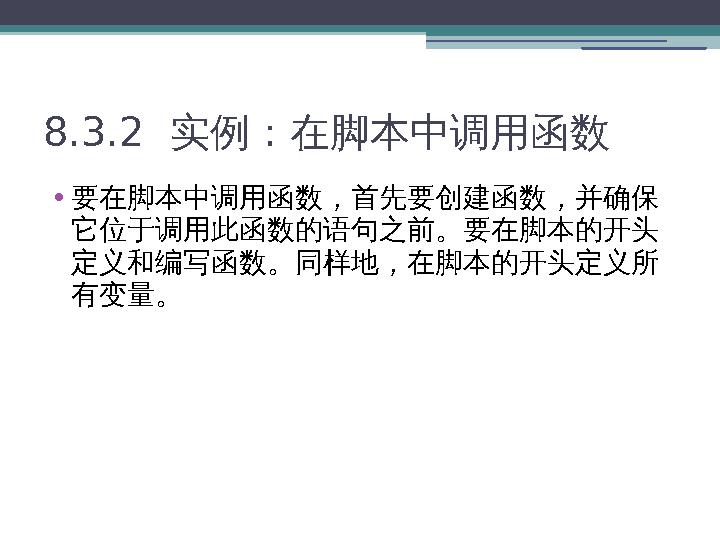 8.3.2 实例：在脚本中调用函数
•要在脚本中调用函数，首先要创建函数，并确保
它位于调用此函数的语句之前。要在脚本的开头
定义和编写函数。同样地，在脚本的开头定义所
有变量。